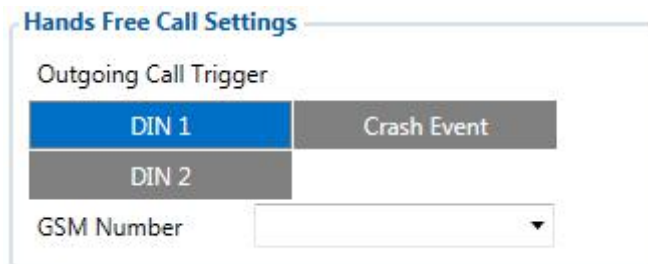 Hands Free Call Settings
Outgoing Call Trigger
DIN 1 Crash Event
DIN 2
GSM Number